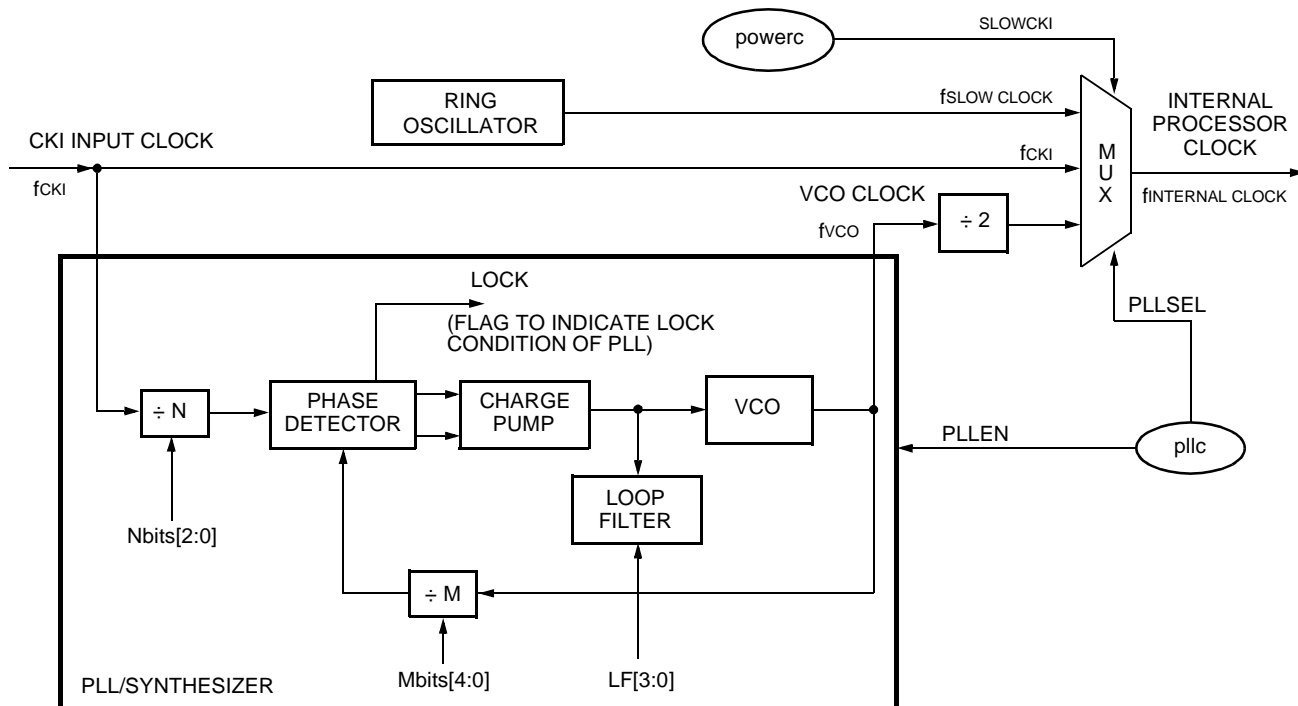 SLOWCKI
powerc
RING
OSCILLATOR
fSLOW CLOCK
INTERNAL
PROCESSOR
CLOCK
CKI INPUT CLOCK
fCKI
fCKI
M
U
X
fINTERNAL CLOCK
VCO CLOCK
fVCO
÷ 2
LOCK
(FLAG TO INDICATE LOCK
CONDITION OF PLL)
PLLSEL
÷ N
PHASE
DETECTOR
CHARGE
PUMP
VCO
PLLEN
pllc
LOOP
FILTER
Nbits[2:0]
÷ M
PLL/SYNTHESIZER
Mbits[4:0]
LF[3:0]